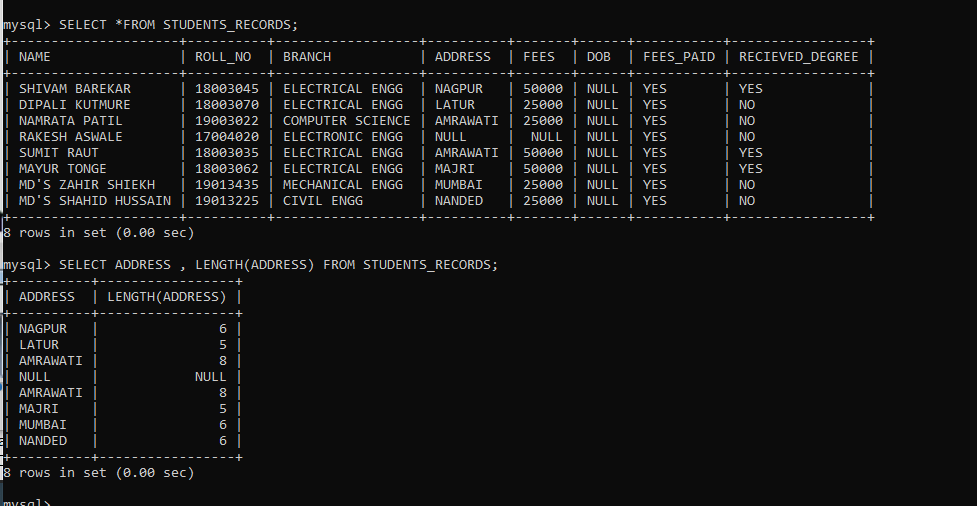 mysql> SELECT *FROM STUDENTS_RECORDS;
+--------------------+----------+------------------+----------+-------+------+-----------+-----------------+
| NAME | ROLL_NO | BRANCH | ADDRESS | FEES | DOB | FEES_PAID | RECIEVED_DEGREE |
+--------------------+----------+------------------+----------+-------+------+-----------+-----------------+
| SHIVAM BAREKAR | 18003045 | ELECTRICAL ENGG | NAGPUR | 50000 | NULL | YES | YES |
| DIPALI KUTMURE | 18003070 | ELECTRICAL ENGG | LATUR | 25000 | NULL | YES | NO |
| NAMRATA PATIL | 19003022 | COMPUTER SCIENCE | AMRAWATI | 25000 | NULL | YES | NO |
| RAKESH ASWALE | 17004020 | ELECTRONIC ENGG | NULL | NULL | NULL | YES | NO |
| SUMIT RAUT | 18003035 | ELECTRICAL ENGG | AMRAWATI | 50000 | NULL | YES | YES |
| MAYUR TONGE | 18003062 | ELECTRICAL ENGG | MAJRI | 50000 | NULL | YES | YES |
| MD'S ZAHIR SHIEKH | 19013435 | MECHANICAL ENGG | MUMBAI | 25000 | NULL | YES | NO |
| MD'S SHAHID HUSSAIN | 19013225 | CIVIL ENGG | NANDED | 25000 | NULL | YES | NO |
+--------------------+----------+------------------+----------+-------+------+-----------+-----------------+
8 rows in set (0.00 sec)
mysql> SELECT ADDRESS , LENGTH(ADDRESS) FROM STUDENTS_RECORDS;
+----------+-----------------+
| ADDRESS | LENGTH(ADDRESS) |
+----------+-----------------+
| NAGPUR | 6 |
| LATUR | 5 |
| AMRAWATI | 8 |
| NULL | NULL |
| AMRAWATI | 8 |
| MAJRI | 5 |
| MUMBAI | 6 |
| NANDED | 6 |
+----------+-----------------+
8 rows in set (0.00 sec)
mysql>